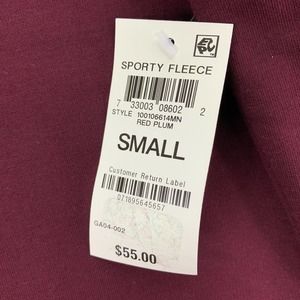 SPORTY FLEECE
7 33003 08602 2
STYLE 100106614MN
RED PLUM
SMALL
Customer Return Label
071895645657
GA04-002
$55.00